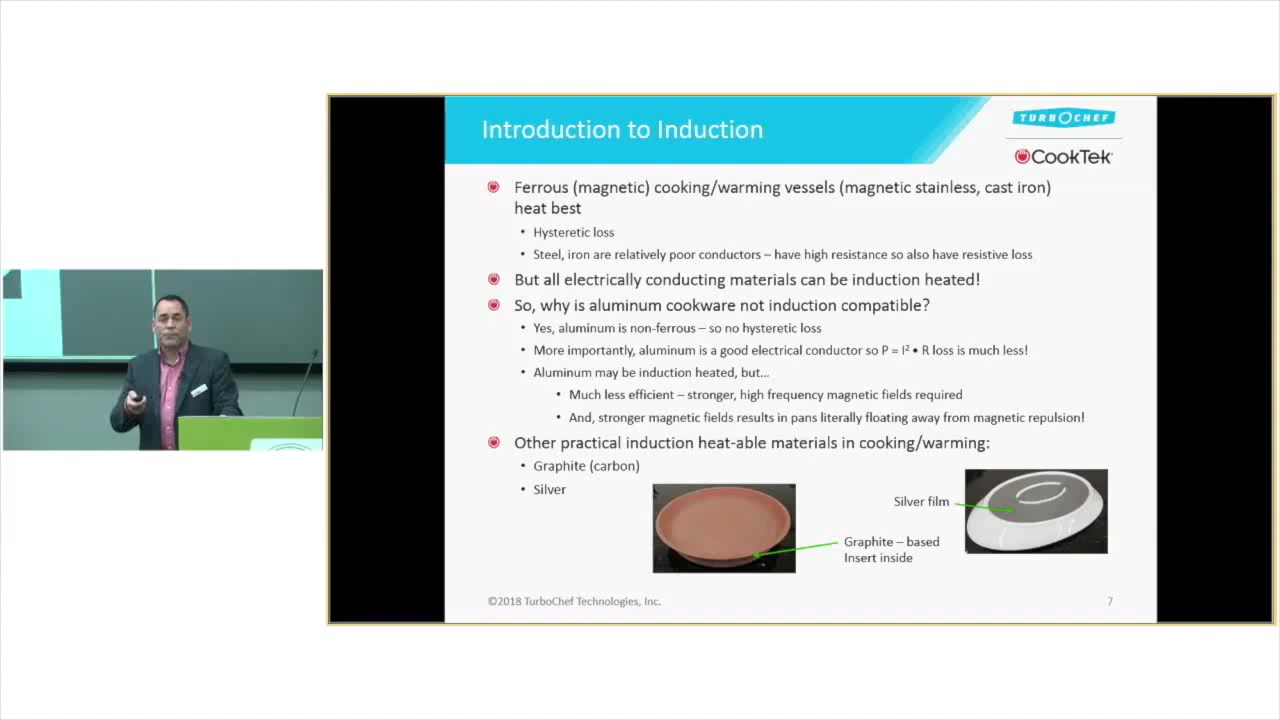 Introduction to Induction
TURBOCHEF
CookTek
Ferrous (magnetic) cooking/warming vessels (magnetic stainless, cast iron)
heat best
• Hysteretic loss
• Steel, iron are relatively poor conductors – have high resistance so also have resistive loss
But all electrically conducting materials can be induction heated!
So, why is aluminum cookware not induction compatible?
• Yes, aluminum is non-ferrous – so no hysteretic loss
• More importantly, aluminum is a good electrical conductor so P = I² • R loss is much less!
• Aluminum may be induction heated, but…
• Much less efficient – stronger, high frequency magnetic fields required
• And, stronger magnetic fields results in pans literally floating away from magnetic repulsion!
Other practical induction heat-able materials in cooking/warming:
• Graphite (carbon)
• Silver
Silver film
Graphite – based
Insert inside
©2018 TurboChef Technologies, Inc.
7